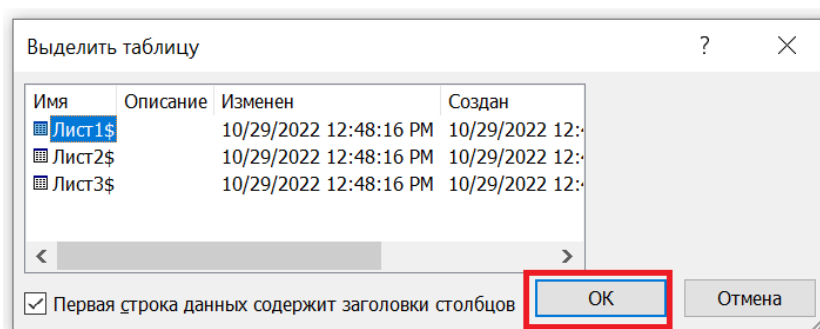 Выделить таблицу ?
Имя Описание Изменен Создан
Лист1$ 10/29/2022 12:48:16 PM 10/29/2022 12:
Лист2$ 10/29/2022 12:48:16 PM 10/29/2022 12:
Лист3$ 10/29/2022 12:48:16 PM 10/29/2022 12:
Первая строка данных содержит заголовки столбцов ОК Отмена